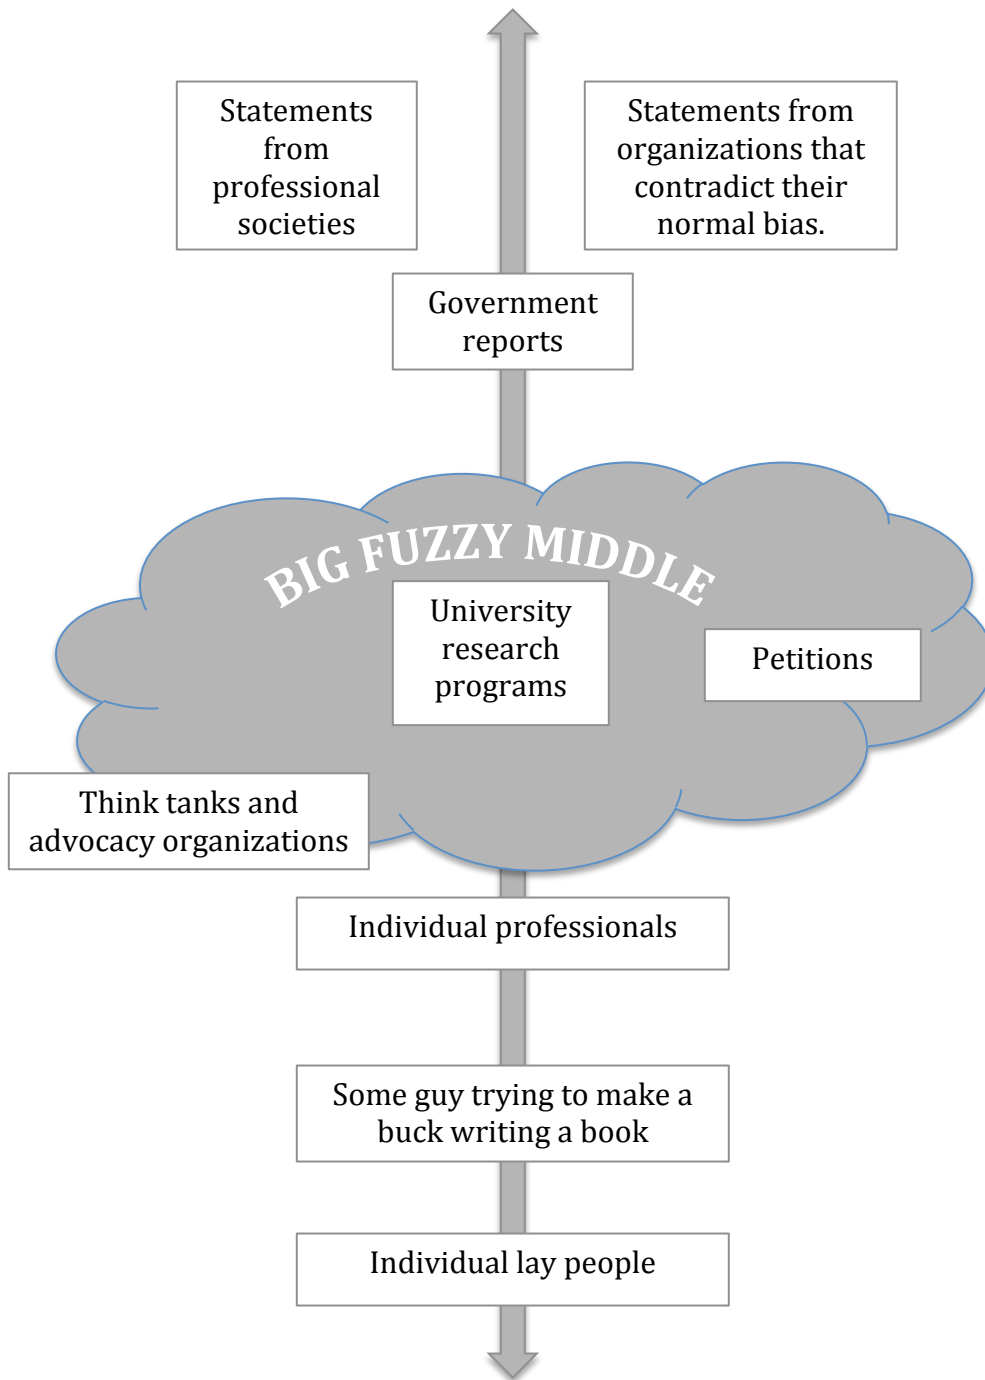 Statements
from
professional
societies
Statements from
organizations that
contradict their
normal bias.
Government
reports
BIG FUZZY MIDDLE
University
research
programs
Petitions
Think tanks and
advocacy organizations
Individual professionals
Some guy trying to make a
buck writing a book
Individual lay people